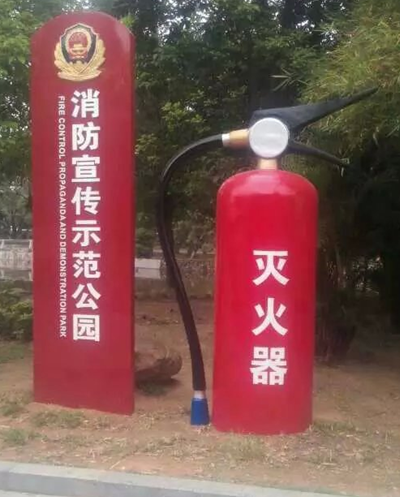 消防宣传示范公园
FIRE CONTROL PROPAGANDA AND DEMONSTRATION PARK
灭火器